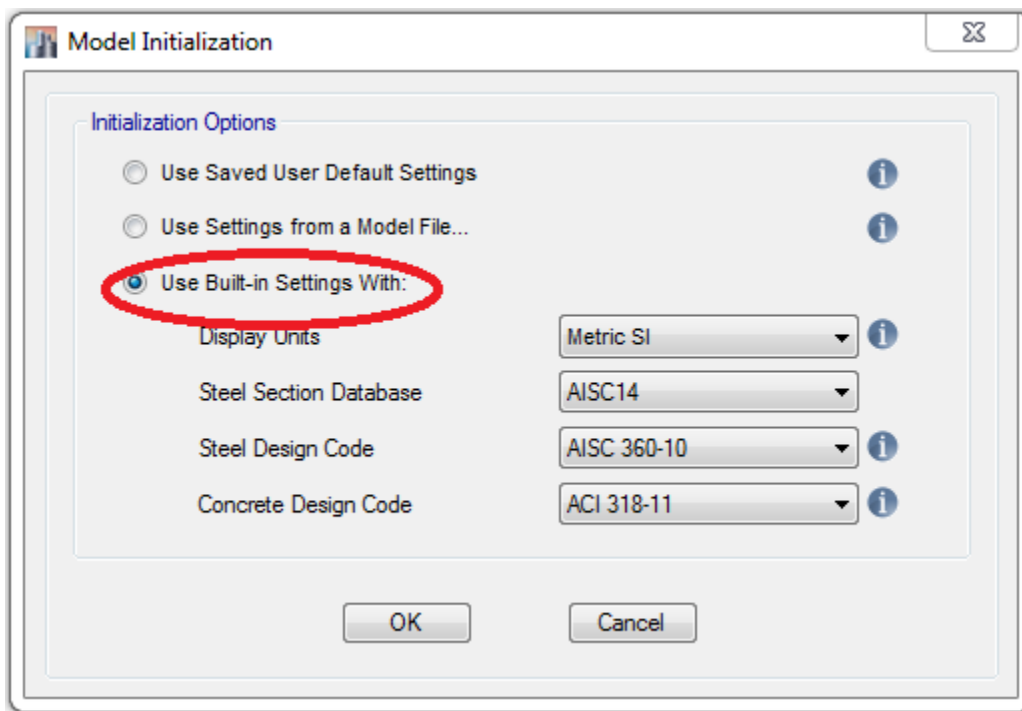 Model Initialization
Initialization Options
Use Saved User Default Settings
Use Settings from a Model File...
Use Built-in Settings With:
Display Units Metric SI
Steel Section Database AISC14
Steel Design Code AISC 360-10
Concrete Design Code ACI 318-11
OK Cancel